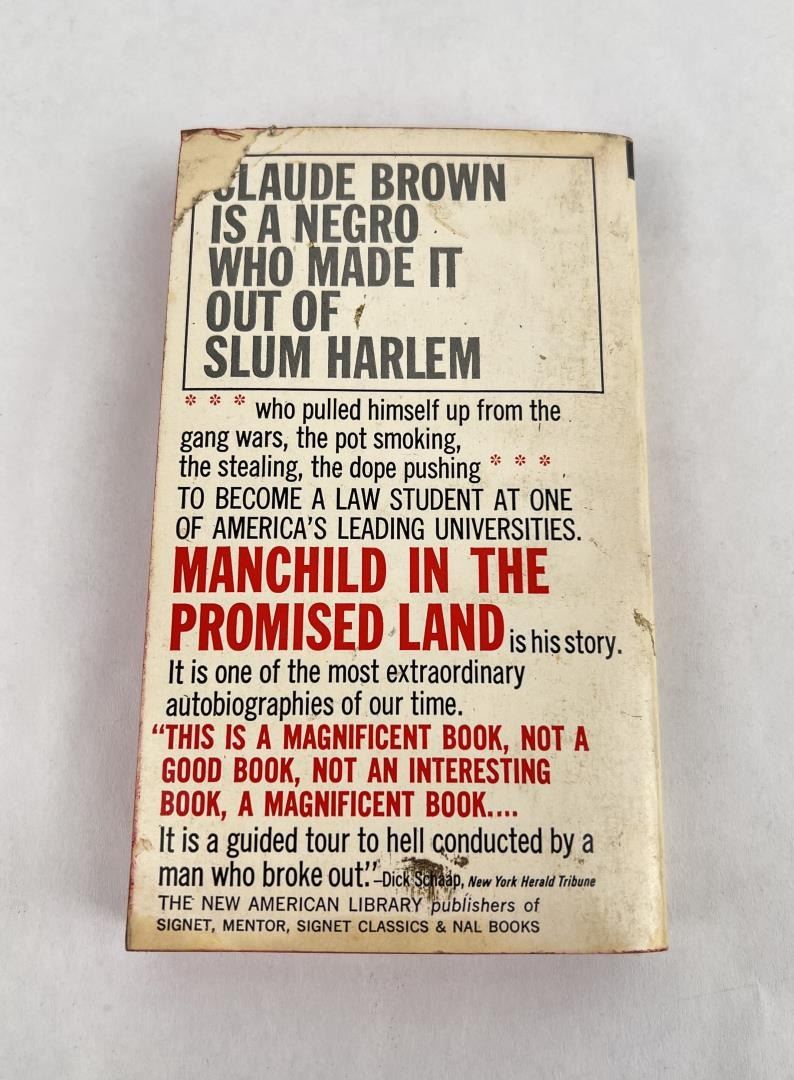 CLAUDE BROWN
IS A NEGRO
WHO MADE IT
OUT OF
SLUM HARLEM
* * * who pulled himself up from the
gang wars, the pot smoking,
the stealing, the dope pushing * * *
TO BECOME A LAW STUDENT AT ONE
OF AMERICA'S LEADING UNIVERSITIES.
MANCHILD IN THE
PROMISED LAND is his story.
It is one of the most extraordinary
autobiographies of our time.
"THIS IS A MAGNIFICENT BOOK, NOT A
GOOD BOOK, NOT AN INTERESTING
BOOK, A MAGNIFICENT BOOK....
It is a guided tour to hell conducted by a
man who broke out."—Dick Schaap, New York Herald Tribune
THE NEW AMERICAN LIBRARY publishers of
SIGNET, MENTOR, SIGNET CLASSICS & NAL BOOKS